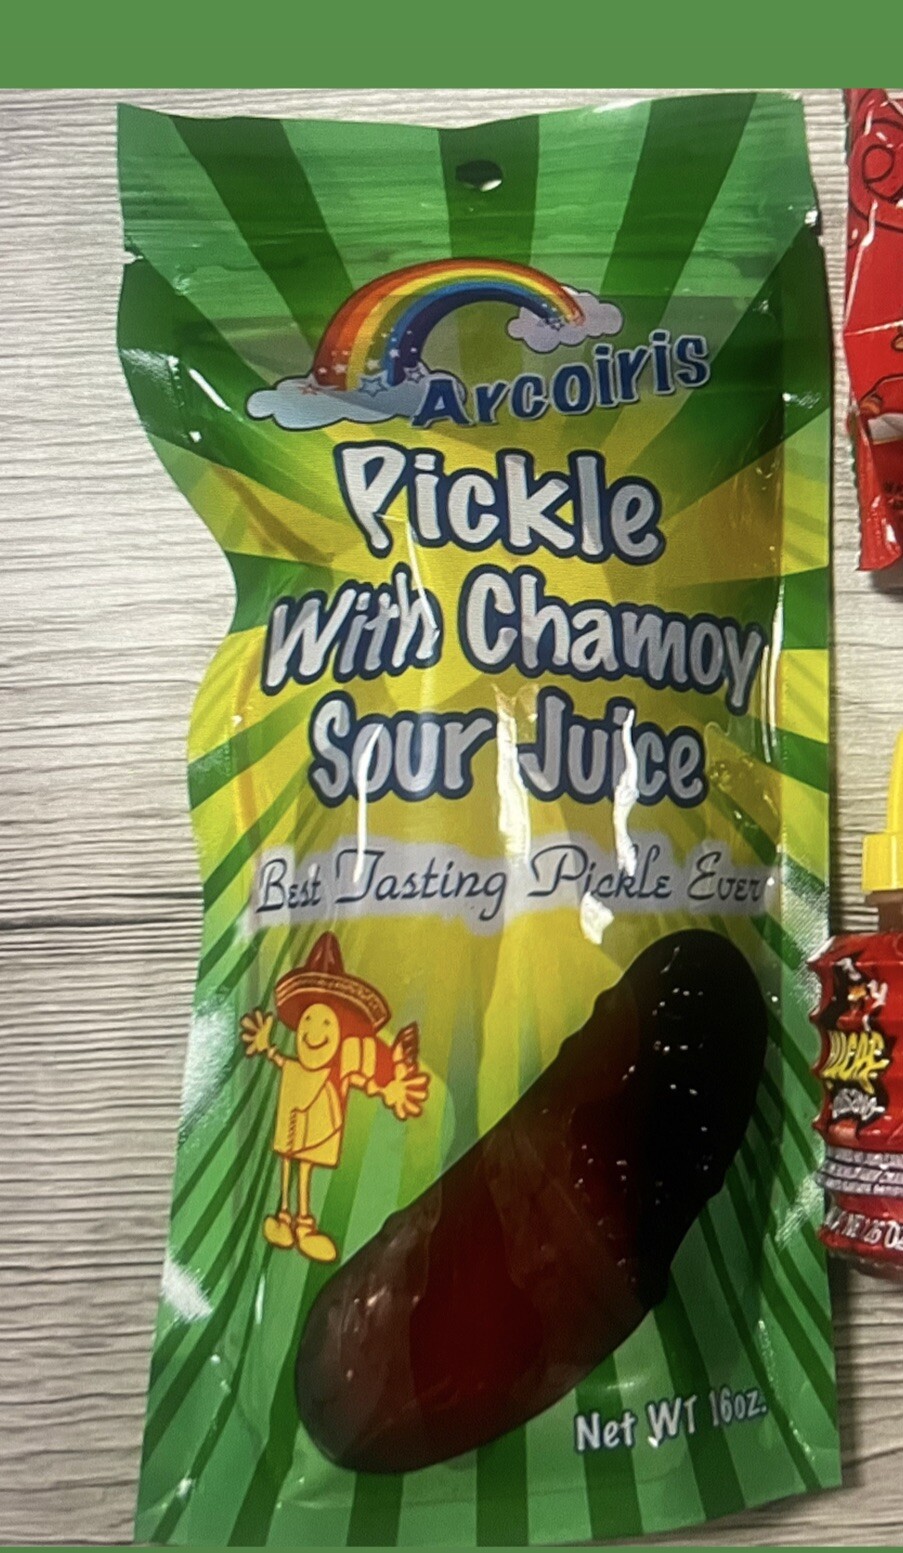 Arcoiris
Pickle
With Chamoy
Sour Juice
Best Tasting Pickle Ever
Net WT 16oz.